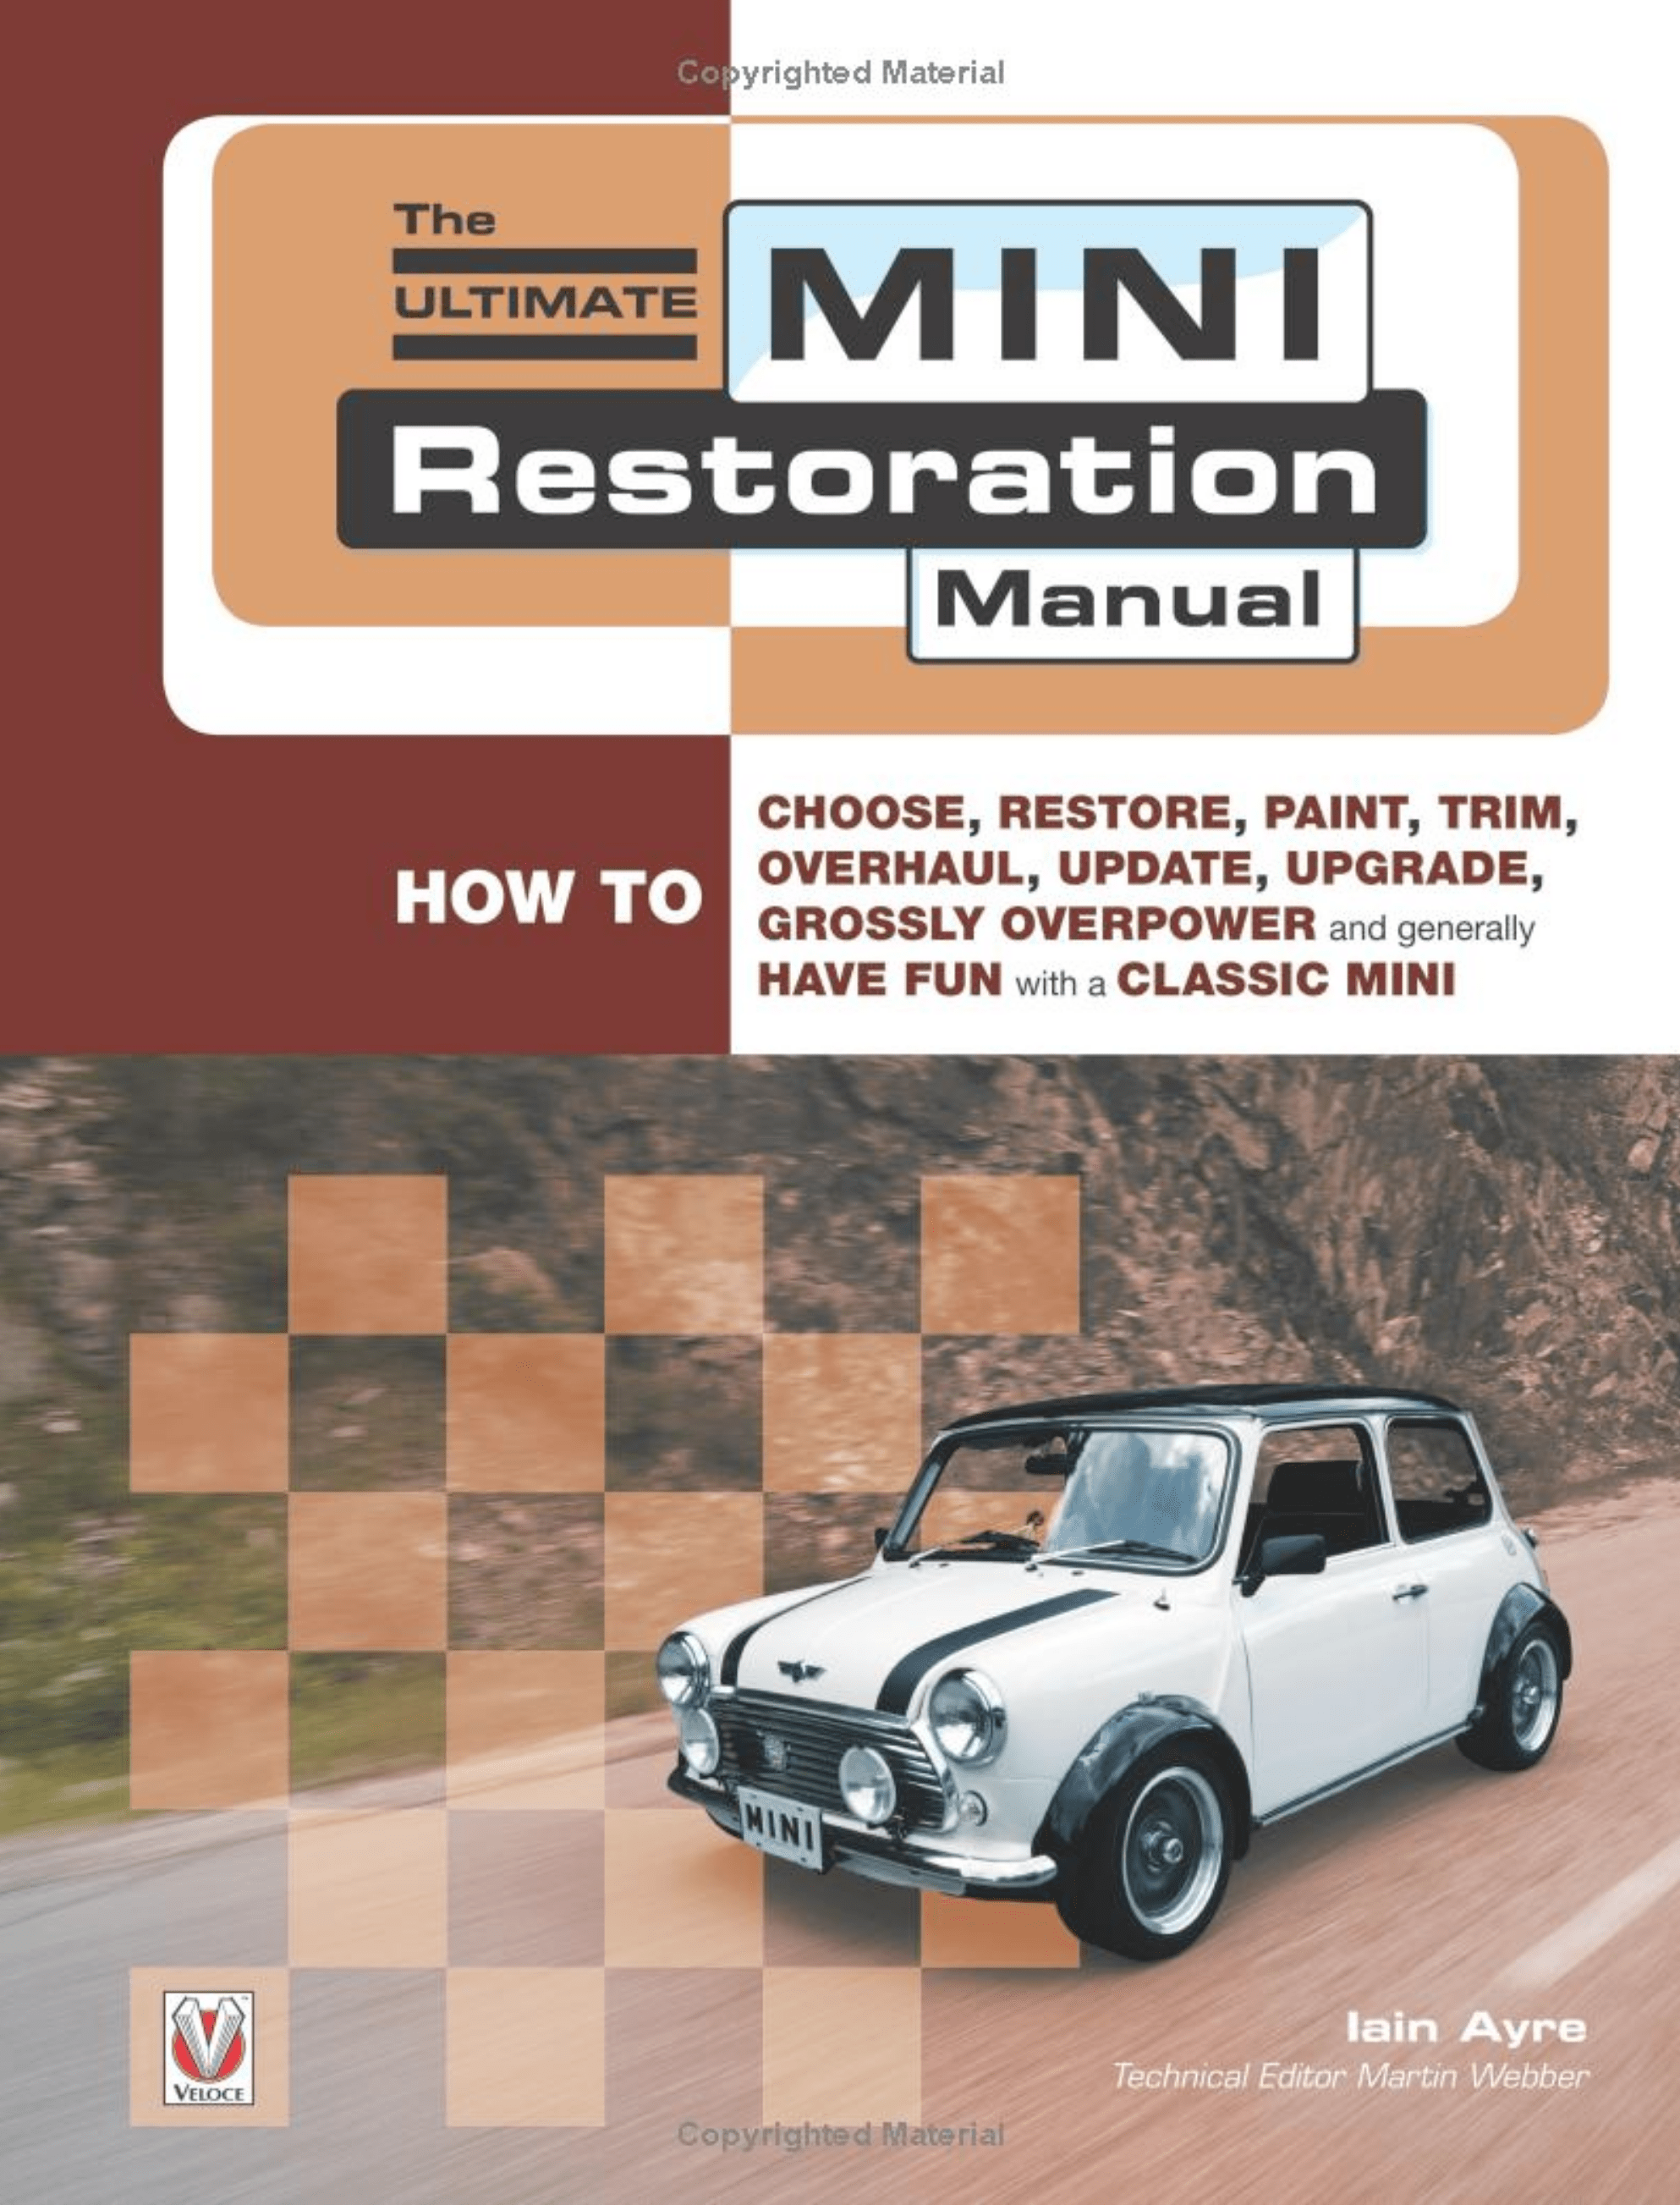 Copyrighted Material
The
ULTIMATE
MINI
Restoration
Manual
HOW TO
CHOOSE, RESTORE, PAINT, TRIM,
OVERHAUL, UPDATE, UPGRADE,
GROSSLY OVERPOWER and generally
HAVE FUN with a CLASSIC MINI
MINI
Iain Ayre
Technical Editor Martin Webber
VELOCE
Copyrighted Material